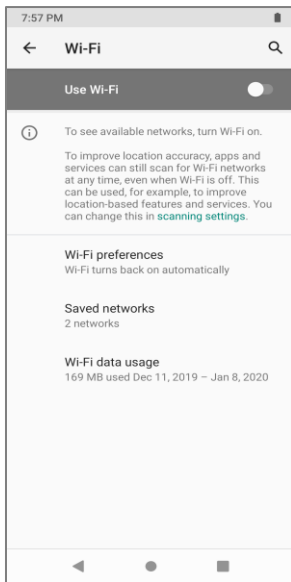 7:57 PM
Wi-Fi
Use Wi-Fi
To see available networks, turn Wi-Fi on.
To improve location accuracy, apps and
services can still scan for Wi-Fi networks
at any time, even when Wi-Fi is off. This
can be used, for example, to improve
location-based features and services. You
can change this in scanning settings.
Wi-Fi preferences
Wi-Fi turns back on automatically
Saved networks
2 networks
Wi-Fi data usage
169 MB used Dec 11, 2019 – Jan 8, 2020